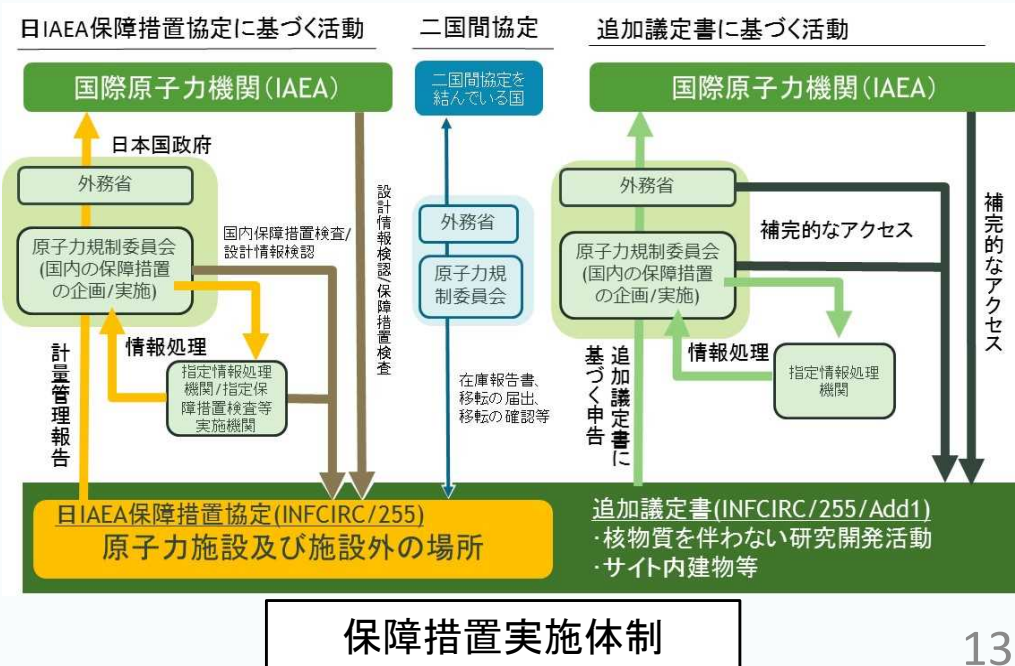 日IAEA保障措置協定に基づく活動
二国間協定
追加議定書に基づく活動
国際原子力機関(IAEA)
二国間協定を
結んでいる国
国際原子力機関(IAEA)
日本国政府
外務省
原子力規制委員会
(国内の保障措置
の企画/実施)
国内保障措置検査/
設計情報検認
設計情報検認/保障措置検査
情報処理
指定情報処理
機関/指定保
障措置検査等
実施機関
計量管理報告
外務省
原子力規
制委員会
在庫報告書、
移転の届出、
移転の確認等
外務省
原子力規制委員会
(国内の保障措置
の企画/実施)
補完的なアクセス
補完的なアクセス
情報処理
指定情報処理
機関
追加議定書に
基づく申告
日IAEA保障措置協定(INFCIRC/255)
原子力施設及び施設外の場所
追加議定書(INFCIRC/255/Add1)
・核物質を伴わない研究開発活動
・サイト内建物等
保障措置実施体制
13